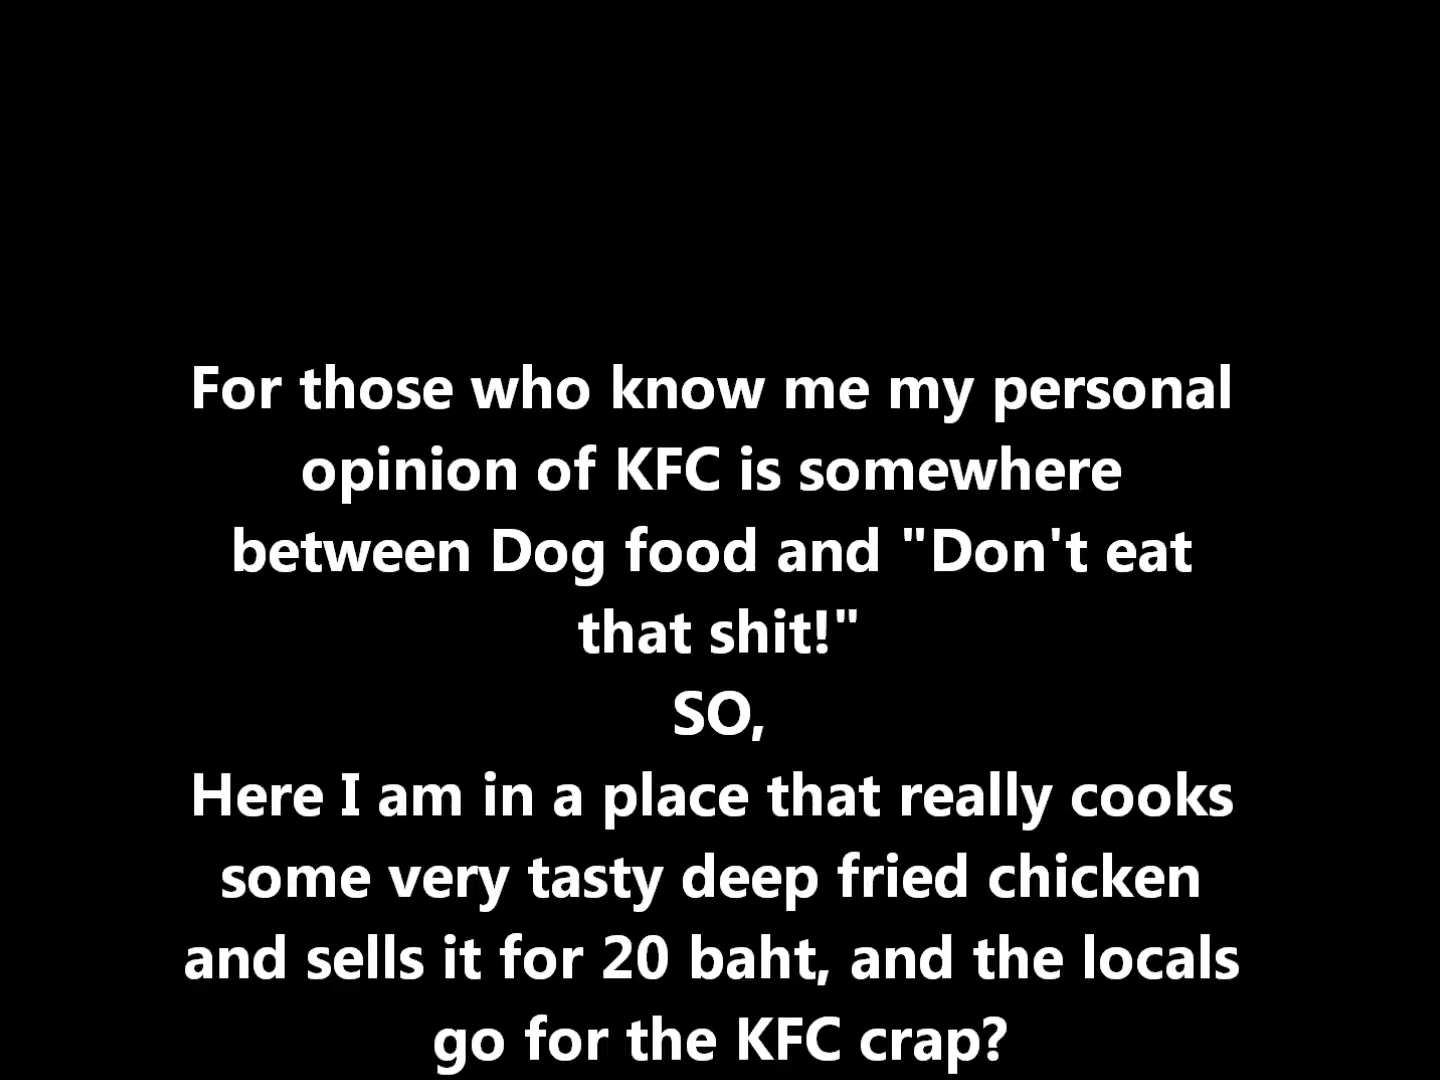 For those who know me my personal
opinion of KFC is somewhere
between Dog food and "Don't eat
that shit!"
SO,
Here I am in a place that really cooks
some very tasty deep fried chicken
and sells it for 20 baht, and the locals
go for the KFC crap?